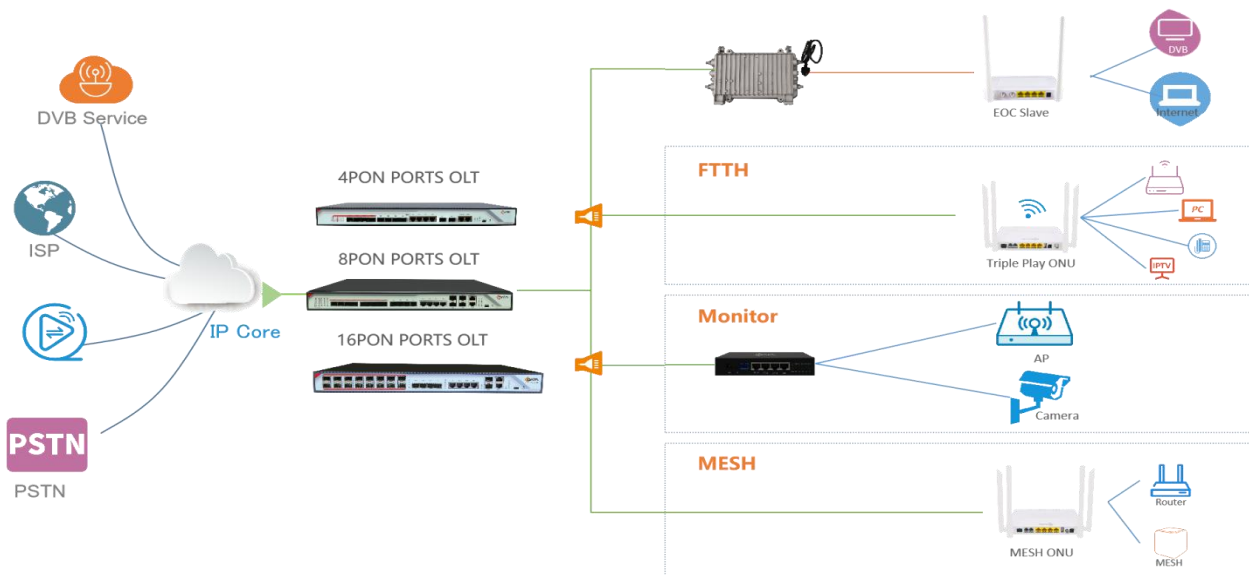 DVB Service
ISP
IP Core
PSTN
PSTN
4PON PORTS OLT
8PON PORTS OLT
16PON PORTS OLT
EOC Slave
DVB
Internet
FTTH
Triple Play ONU
PC
IPTV
Monitor
AP
Camera
MESH
MESH ONU
Router
MESH